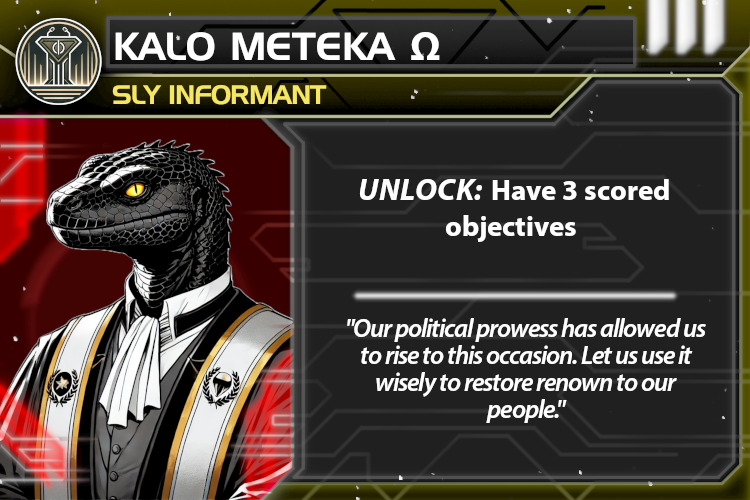 KALO METEKA Ω
SLY INFORMANT
UNLOCK: Have 3 scored
objectives
"Our political prowess has allowed us
to rise to this occasion. Let us use it
wisely to restore renown to our
people."